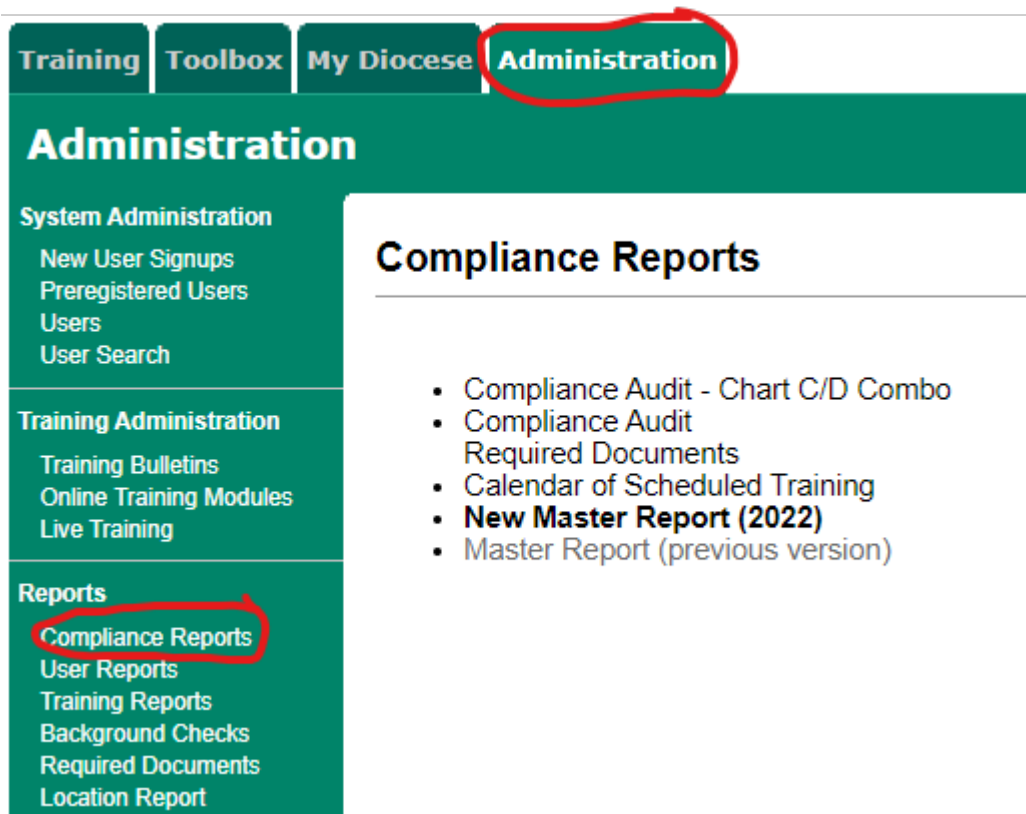 Training Toolbox My Diocese Administration
Administration
System Administration
New User Signups
Preregistered Users
Users
User Search
Training Administration
Training Bulletins
Online Training Modules
Live Training
Reports
Compliance Reports
User Reports
Training Reports
Background Checks
Required Documents
Location Report
Compliance Reports
• Compliance Audit - Chart C/D Combo
• Compliance Audit
Required Documents
• Calendar of Scheduled Training
• New Master Report (2022)
• Master Report (previous version)